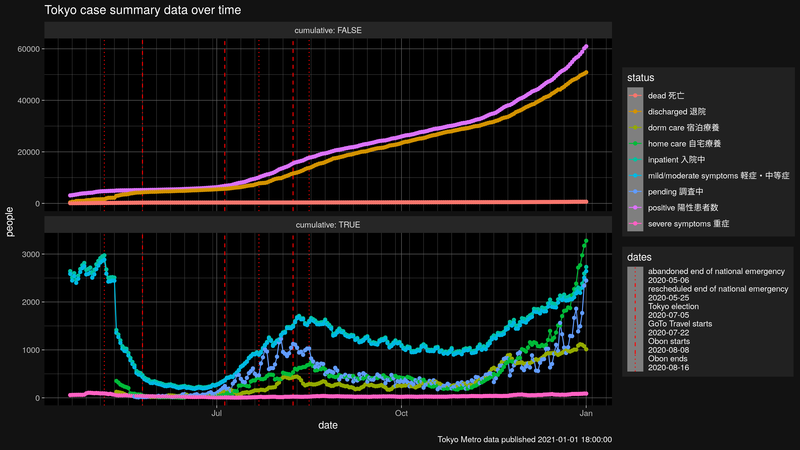 Tokyo case summary data over time
cumulative: FALSE
60000
40000
20000
0
people
cumulative: TRUE
3000
2000
1000
0
Jul
Oct
Jan
date
status
dead 死亡
discharged 退院
dorm care 宿泊療養
home care 自宅療養
inpatient 入院中
mild/moderate symptoms 軽症・中等症
pending 調査中
positive 陽性患者数
severe symptoms 重症
dates
abandoned end of national emergency
2020-05-06
rescheduled end of national emergency
2020-05-25
Tokyo election
2020-07-05
GoTo Travel starts
2020-07-22
Obon starts
2020-08-08
Obon ends
2020-08-16
Tokyo Metro data published 2021-01-01 18:00:00